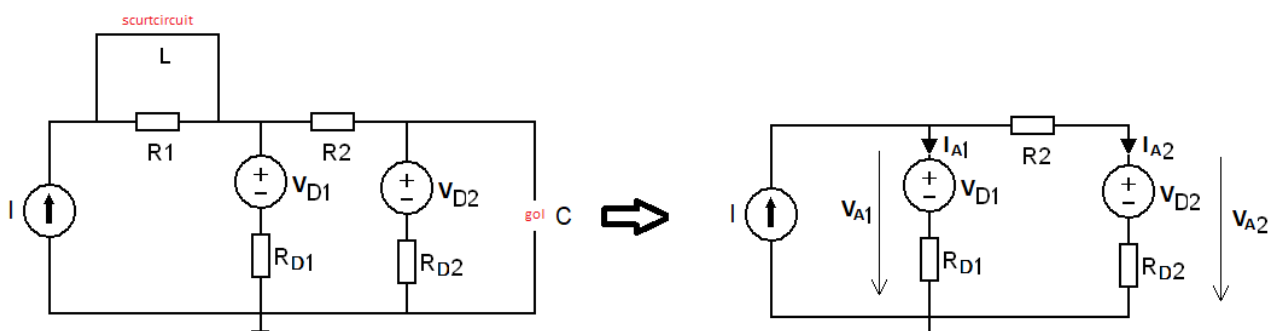 scurtcircuit
L
R1
R2
I
+
−
VD1
+
−
VD2
gol
C
RD1
RD2
IA1
R2
IA2
I
VA1
+
−
VD1
+
−
VD2
VA2
RD1
RD2